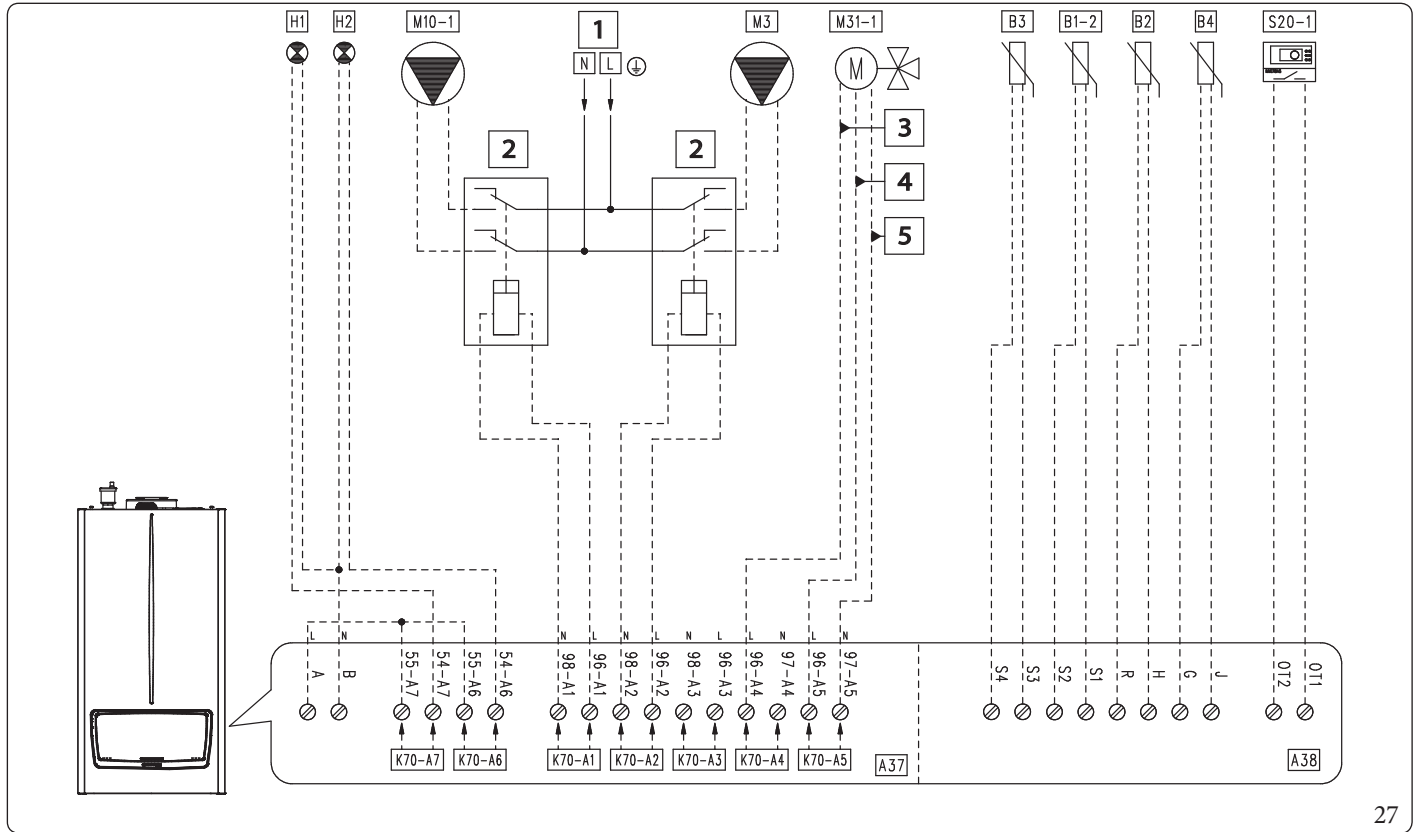 H1 H2 M10-1 1 M3 M31-1 B3 B1-2 B2 B4 S20-1
N L
M
2 2
3
4
5
L N N L N L N L L N L N
A B 55-A7 54-A7 55-A6 54-A6 98-A1 96-A1 98-A2 96-A2 98-A3 96-A3 96-A4 97-A4 96-A5 97-A5 S4 S3 S2 S1 R H G J OT2 OT1
K70-A7 K70-A6 K70-A1 K70-A2 K70-A3 K70-A4 K70-A5 A37 A38
27